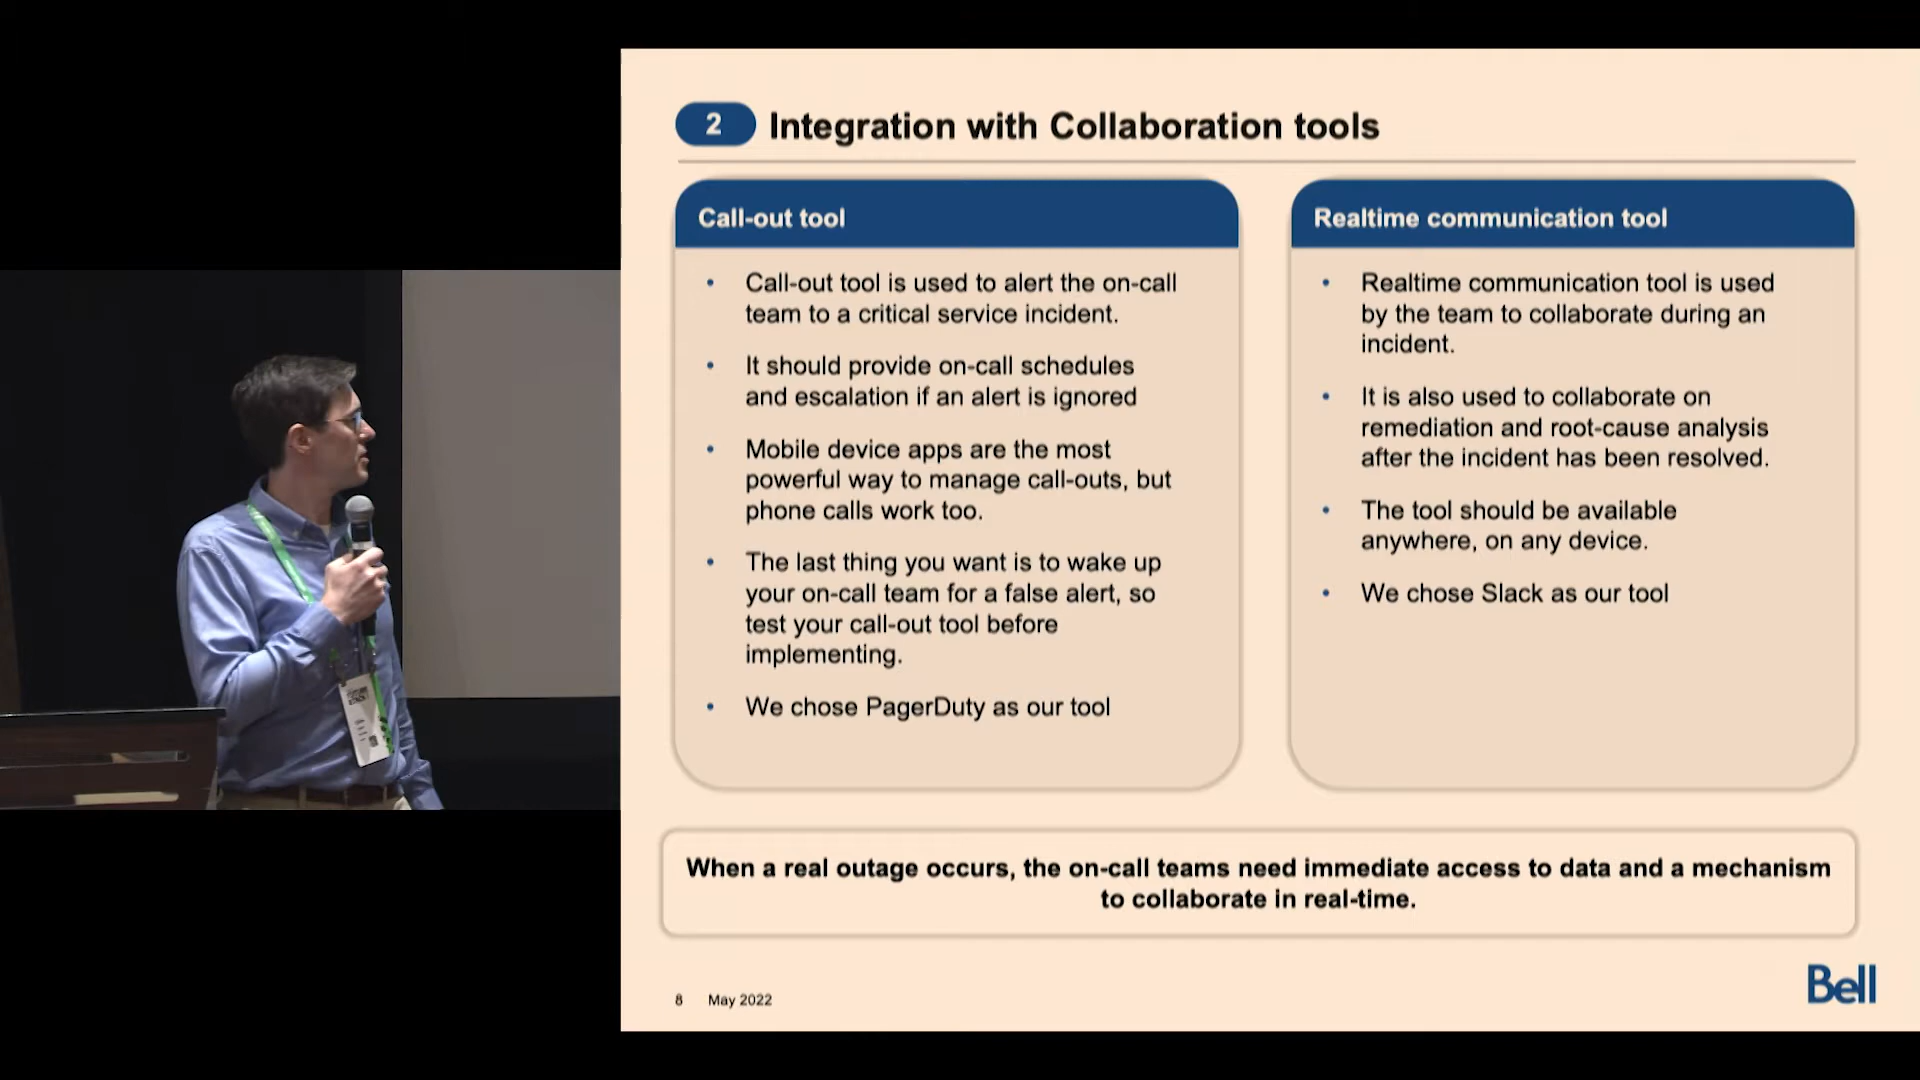 2 Integration with Collaboration tools
Call-out tool
• Call-out tool is used to alert the on-call
team to a critical service incident.
• It should provide on-call schedules
and escalation if an alert is ignored
• Mobile device apps are the most
powerful way to manage call-outs, but
phone calls work too.
• The last thing you want is to wake up
your on-call team for a false alert, so
test your call-out tool before
implementing.
• We chose PagerDuty as our tool
Realtime communication tool
• Realtime communication tool is used
by the team to collaborate during an
incident.
• It is also used to collaborate on
remediation and root-cause analysis
after the incident has been resolved.
• The tool should be available
anywhere, on any device.
• We chose Slack as our tool
When a real outage occurs, the on-call teams need immediate access to data and a mechanism
to collaborate in real-time.
8 May 2022
Bell